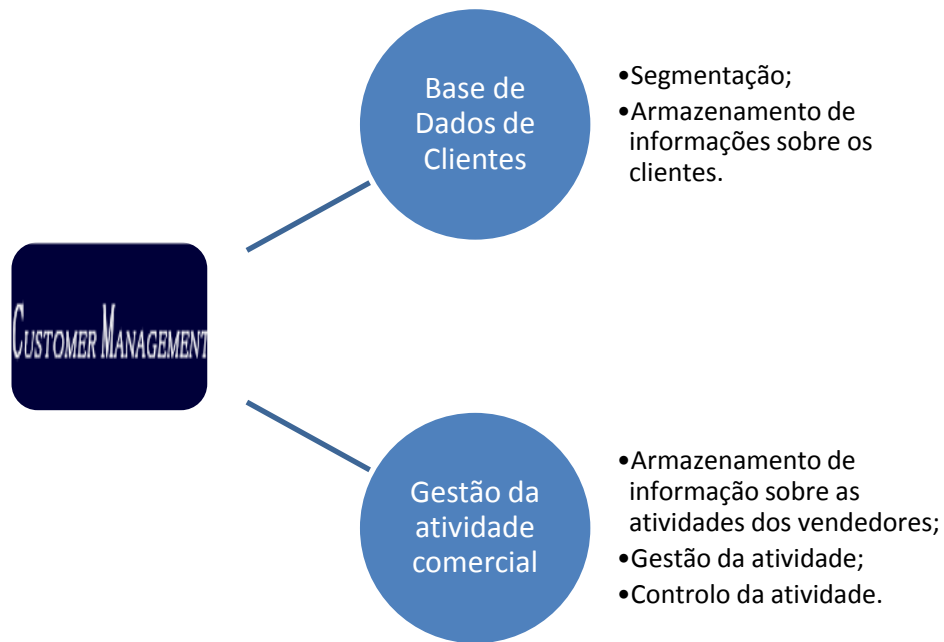 Base de
Dados de
Clientes
•Segmentação;
•Armazenamento de
informações sobre os
clientes.
CUSTOMER MANAGEMENT
Gestão da
atividade
comercial
•Armazenamento de
informação sobre as
atividades dos vendedores;
•Gestão da atividade;
•Controlo da atividade.